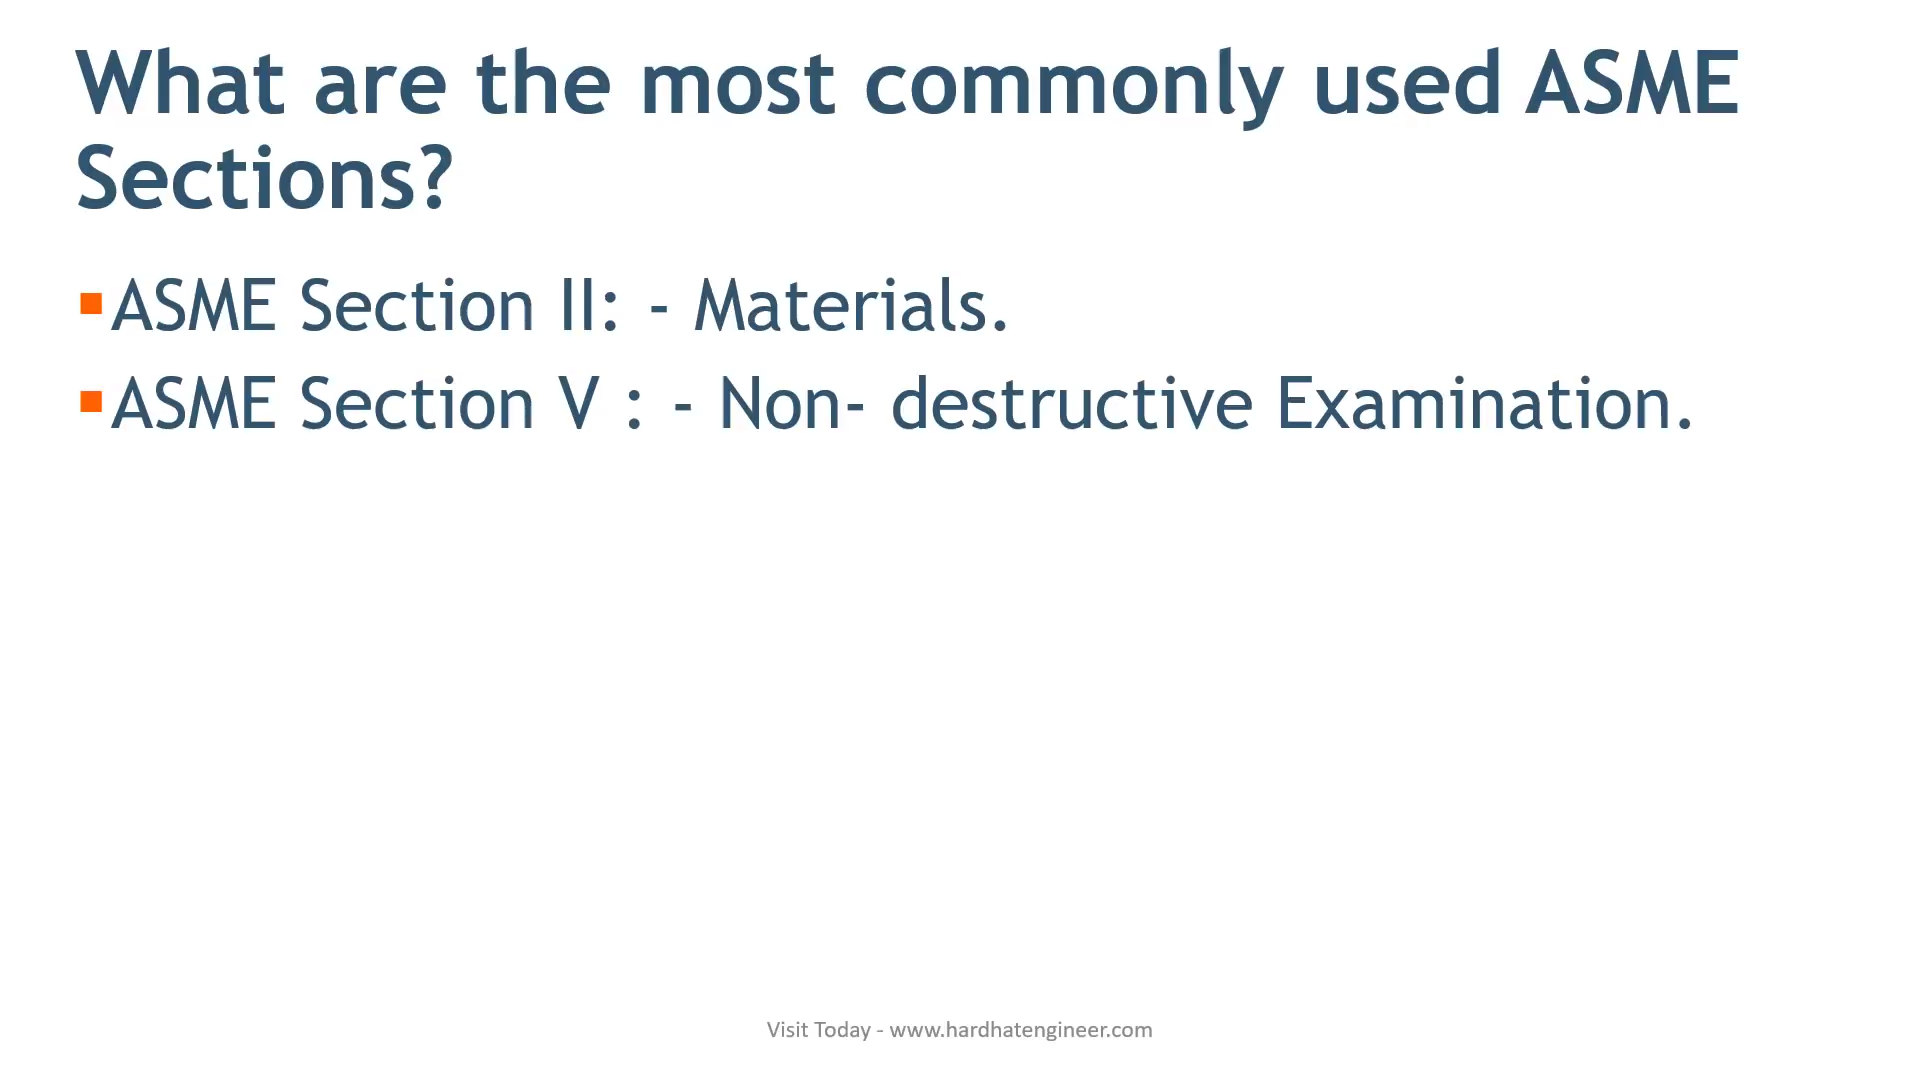 What are the most commonly used ASME
Sections?
▪ASME Section II: - Materials.
▪ASME Section V : - Non- destructive Examination.
Visit Today - www.hardhatengineer.com